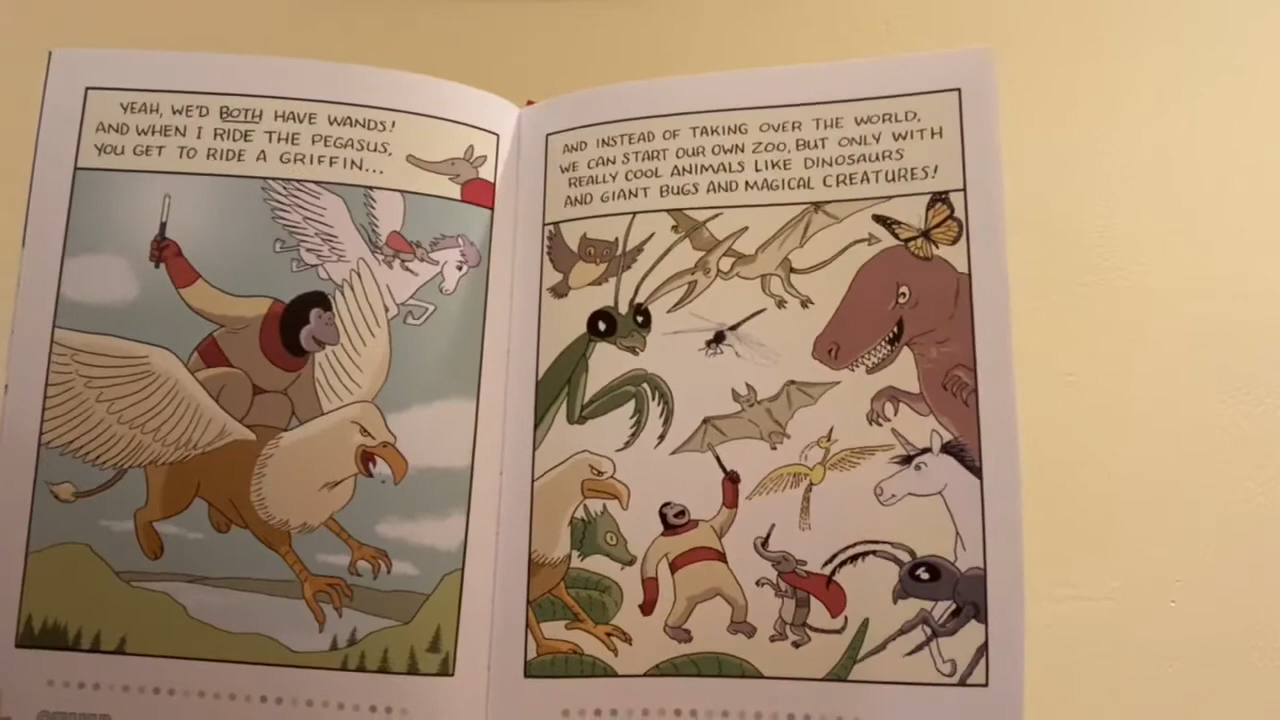 YEAH, WE'D BOTH HAVE WANDS!
AND WHEN I RIDE THE PEGASUS,
YOU GET TO RIDE A GRIFFIN...
AND INSTEAD OF TAKING OVER THE WORLD,
WE CAN START OUR OWN ZOO, BUT ONLY WITH
REALLY COOL ANIMALS LIKE DINOSAURS
AND GIANT BUGS AND MAGICAL CREATURES!